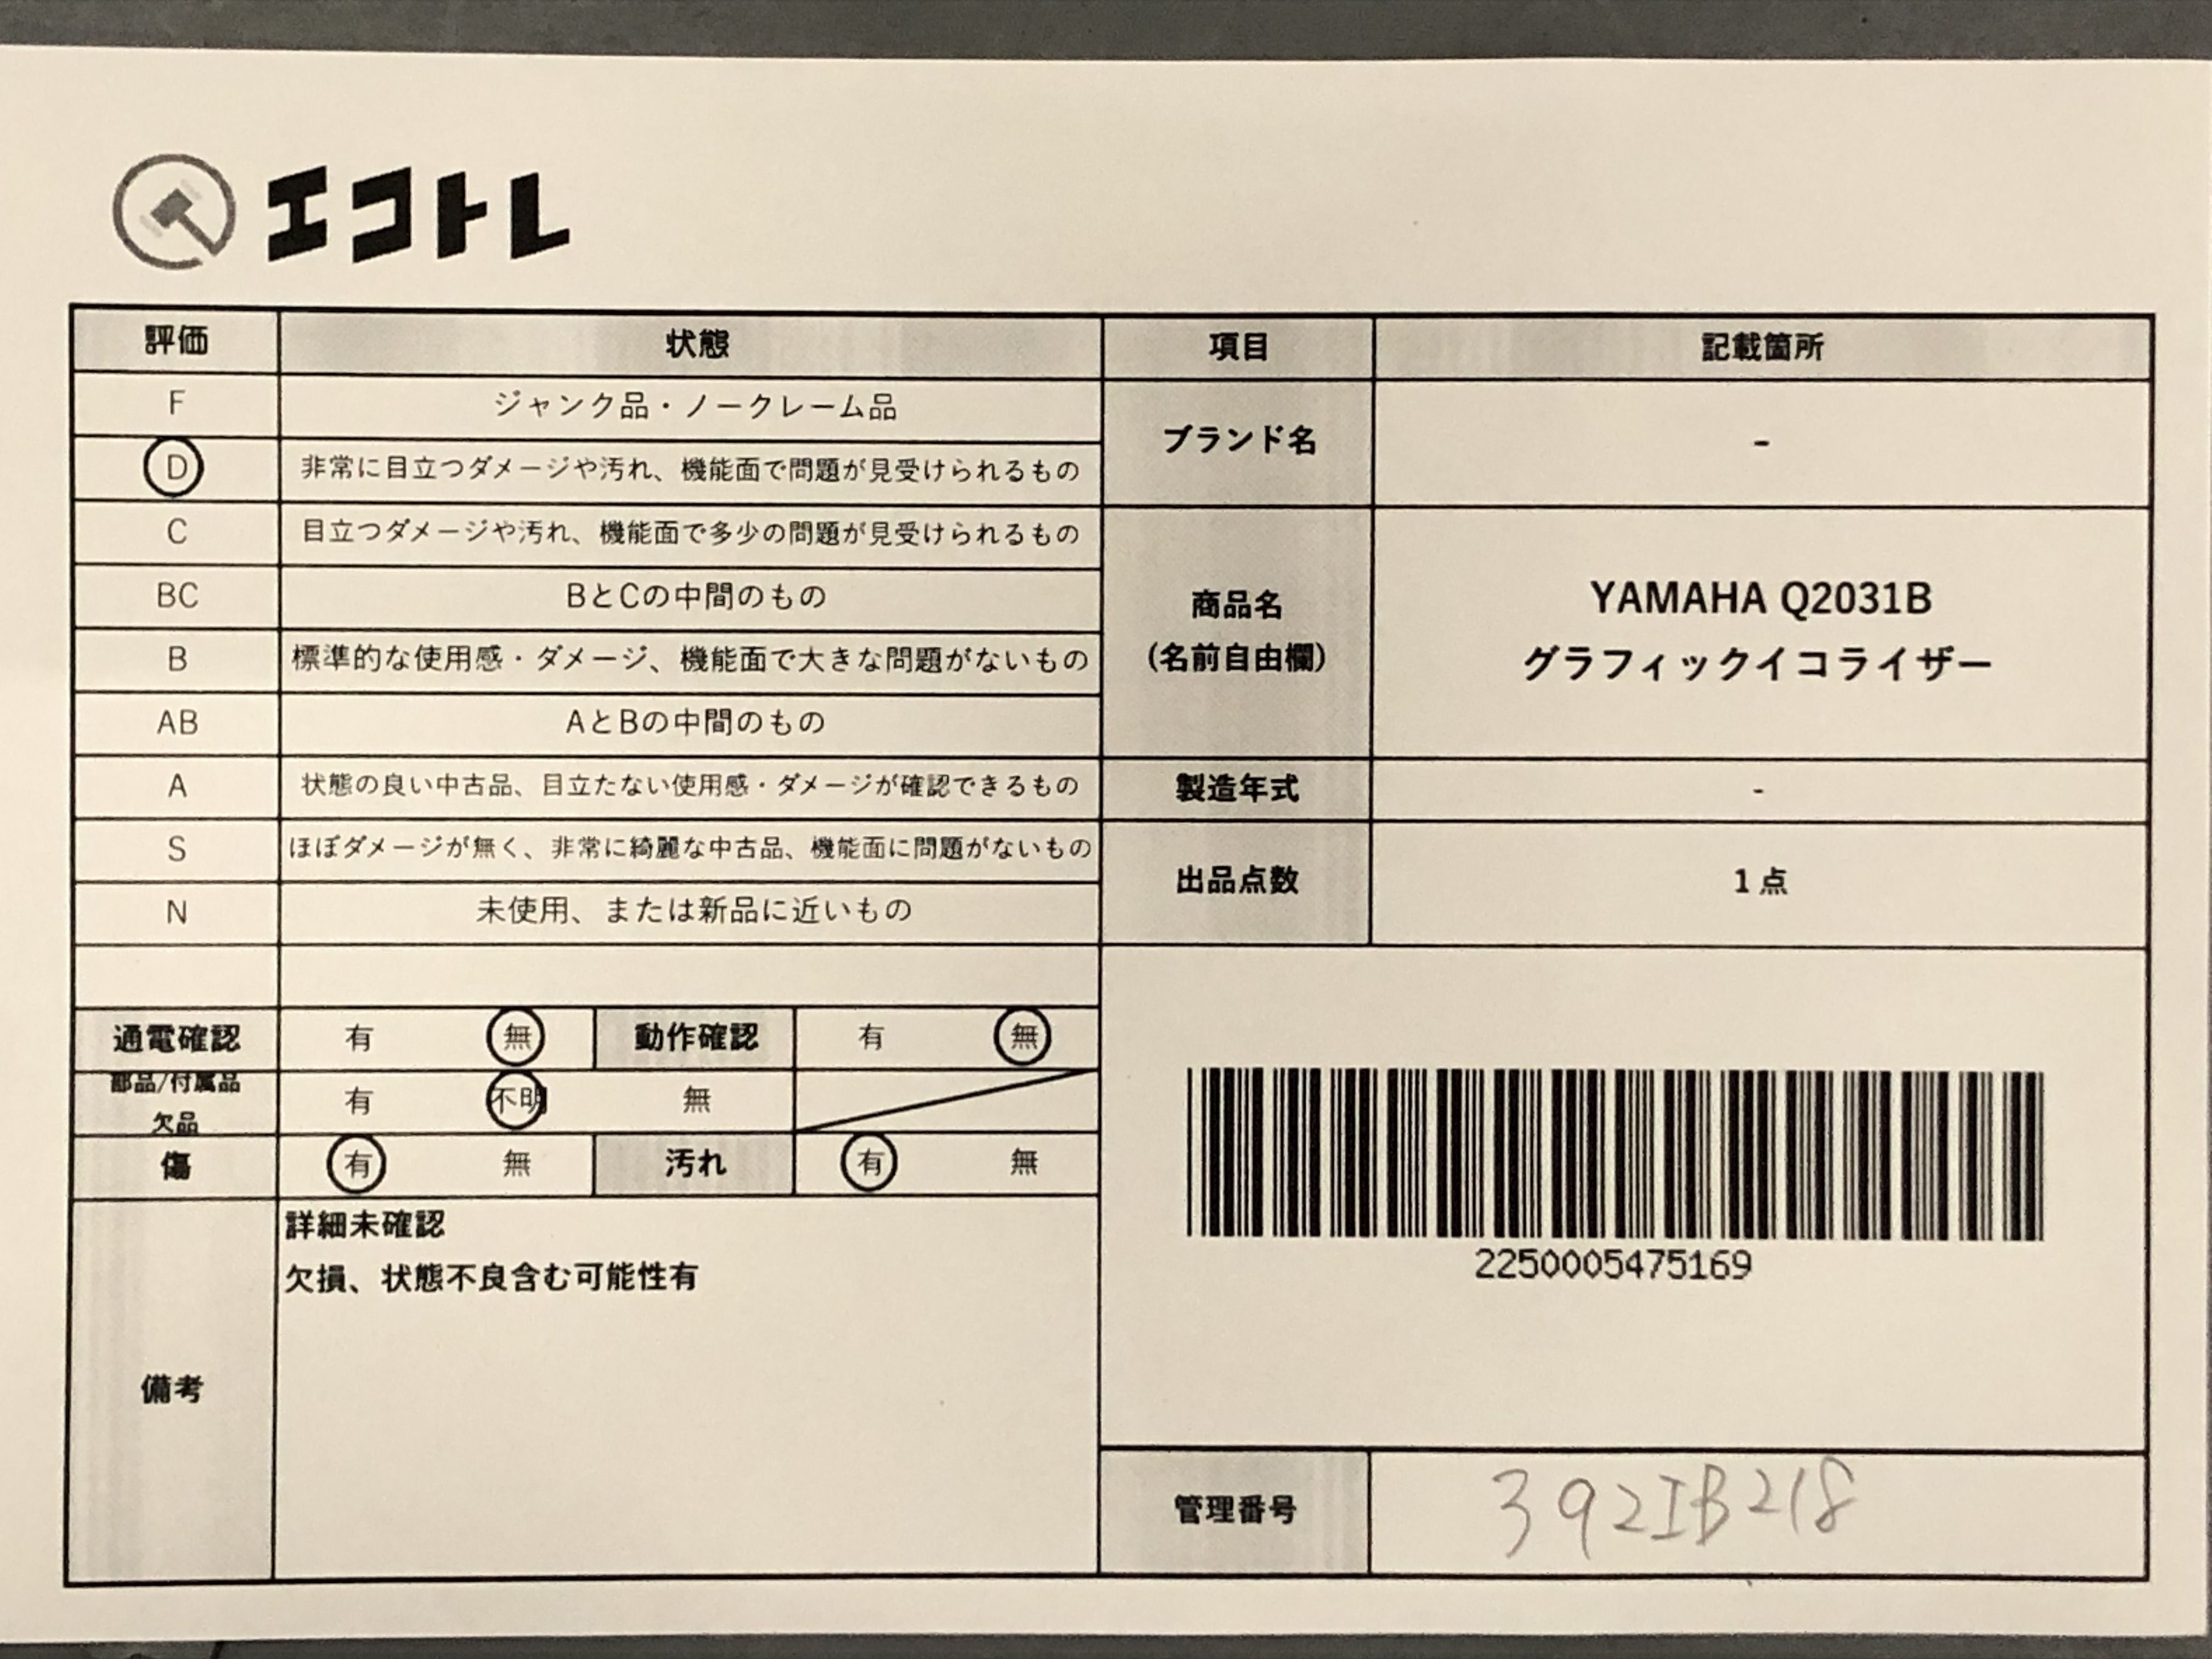 エコトレ
評価 状態 項目 記載箇所
F ジャンク品・ノークレーム品
D 非常に目立つダメージや汚れ、機能面で問題が見受けられるもの
ブランド名 -
C 目立つダメージや汚れ、機能面で多少の問題が見受けられるもの
BC BとCの中間のもの
B 標準的な使用感・ダメージ、機能面で大きな問題がないもの
AB AとBの中間のもの
商品名
(名前自由欄)
YAMAHA Q2031B
グラフィックイコライザー
A 状態の良い中古品、目立たない使用感・ダメージが確認できるもの
製造年式 -
S ほぼダメージが無く、非常に綺麗な中古品、機能面に問題がないもの
N 未使用、または新品に近いもの
出品点数 1点
通電確認 有 無 動作確認 有 無
部品/付属品
欠品
有 不明 無
傷 有 無 汚れ 有 無
備考
詳細未確認
欠損、状態不良含む可能性有
2250005475169
管理番号 392IB218